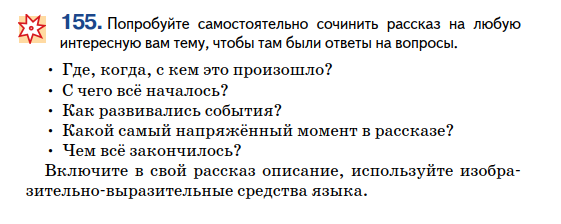 155. Попробуйте самостоятельно сочинить рассказ на любую
интересную вам тему, чтобы там были ответы на вопросы.
• Где, когда, с кем это произошло?
• С чего всё началось?
• Как развивались события?
• Какой самый напряжённый момент в рассказе?
• Чем всё закончилось?
Включите в свой рассказ описание, используйте изобра-
зительно-выразительные средства языка.